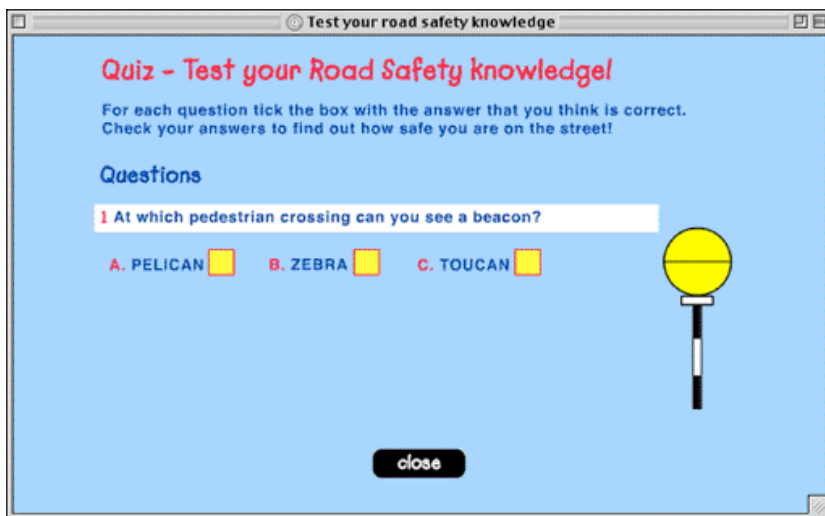 Test your road safety knowledge
Quiz - Test your Road Safety knowledge!
For each question tick the box with the answer that you think is correct.
Check your answers to find out how safe you are on the street!
Questions
1 At which pedestrian crossing can you see a beacon?
A. PELICAN B. ZEBRA C. TOUCAN
close